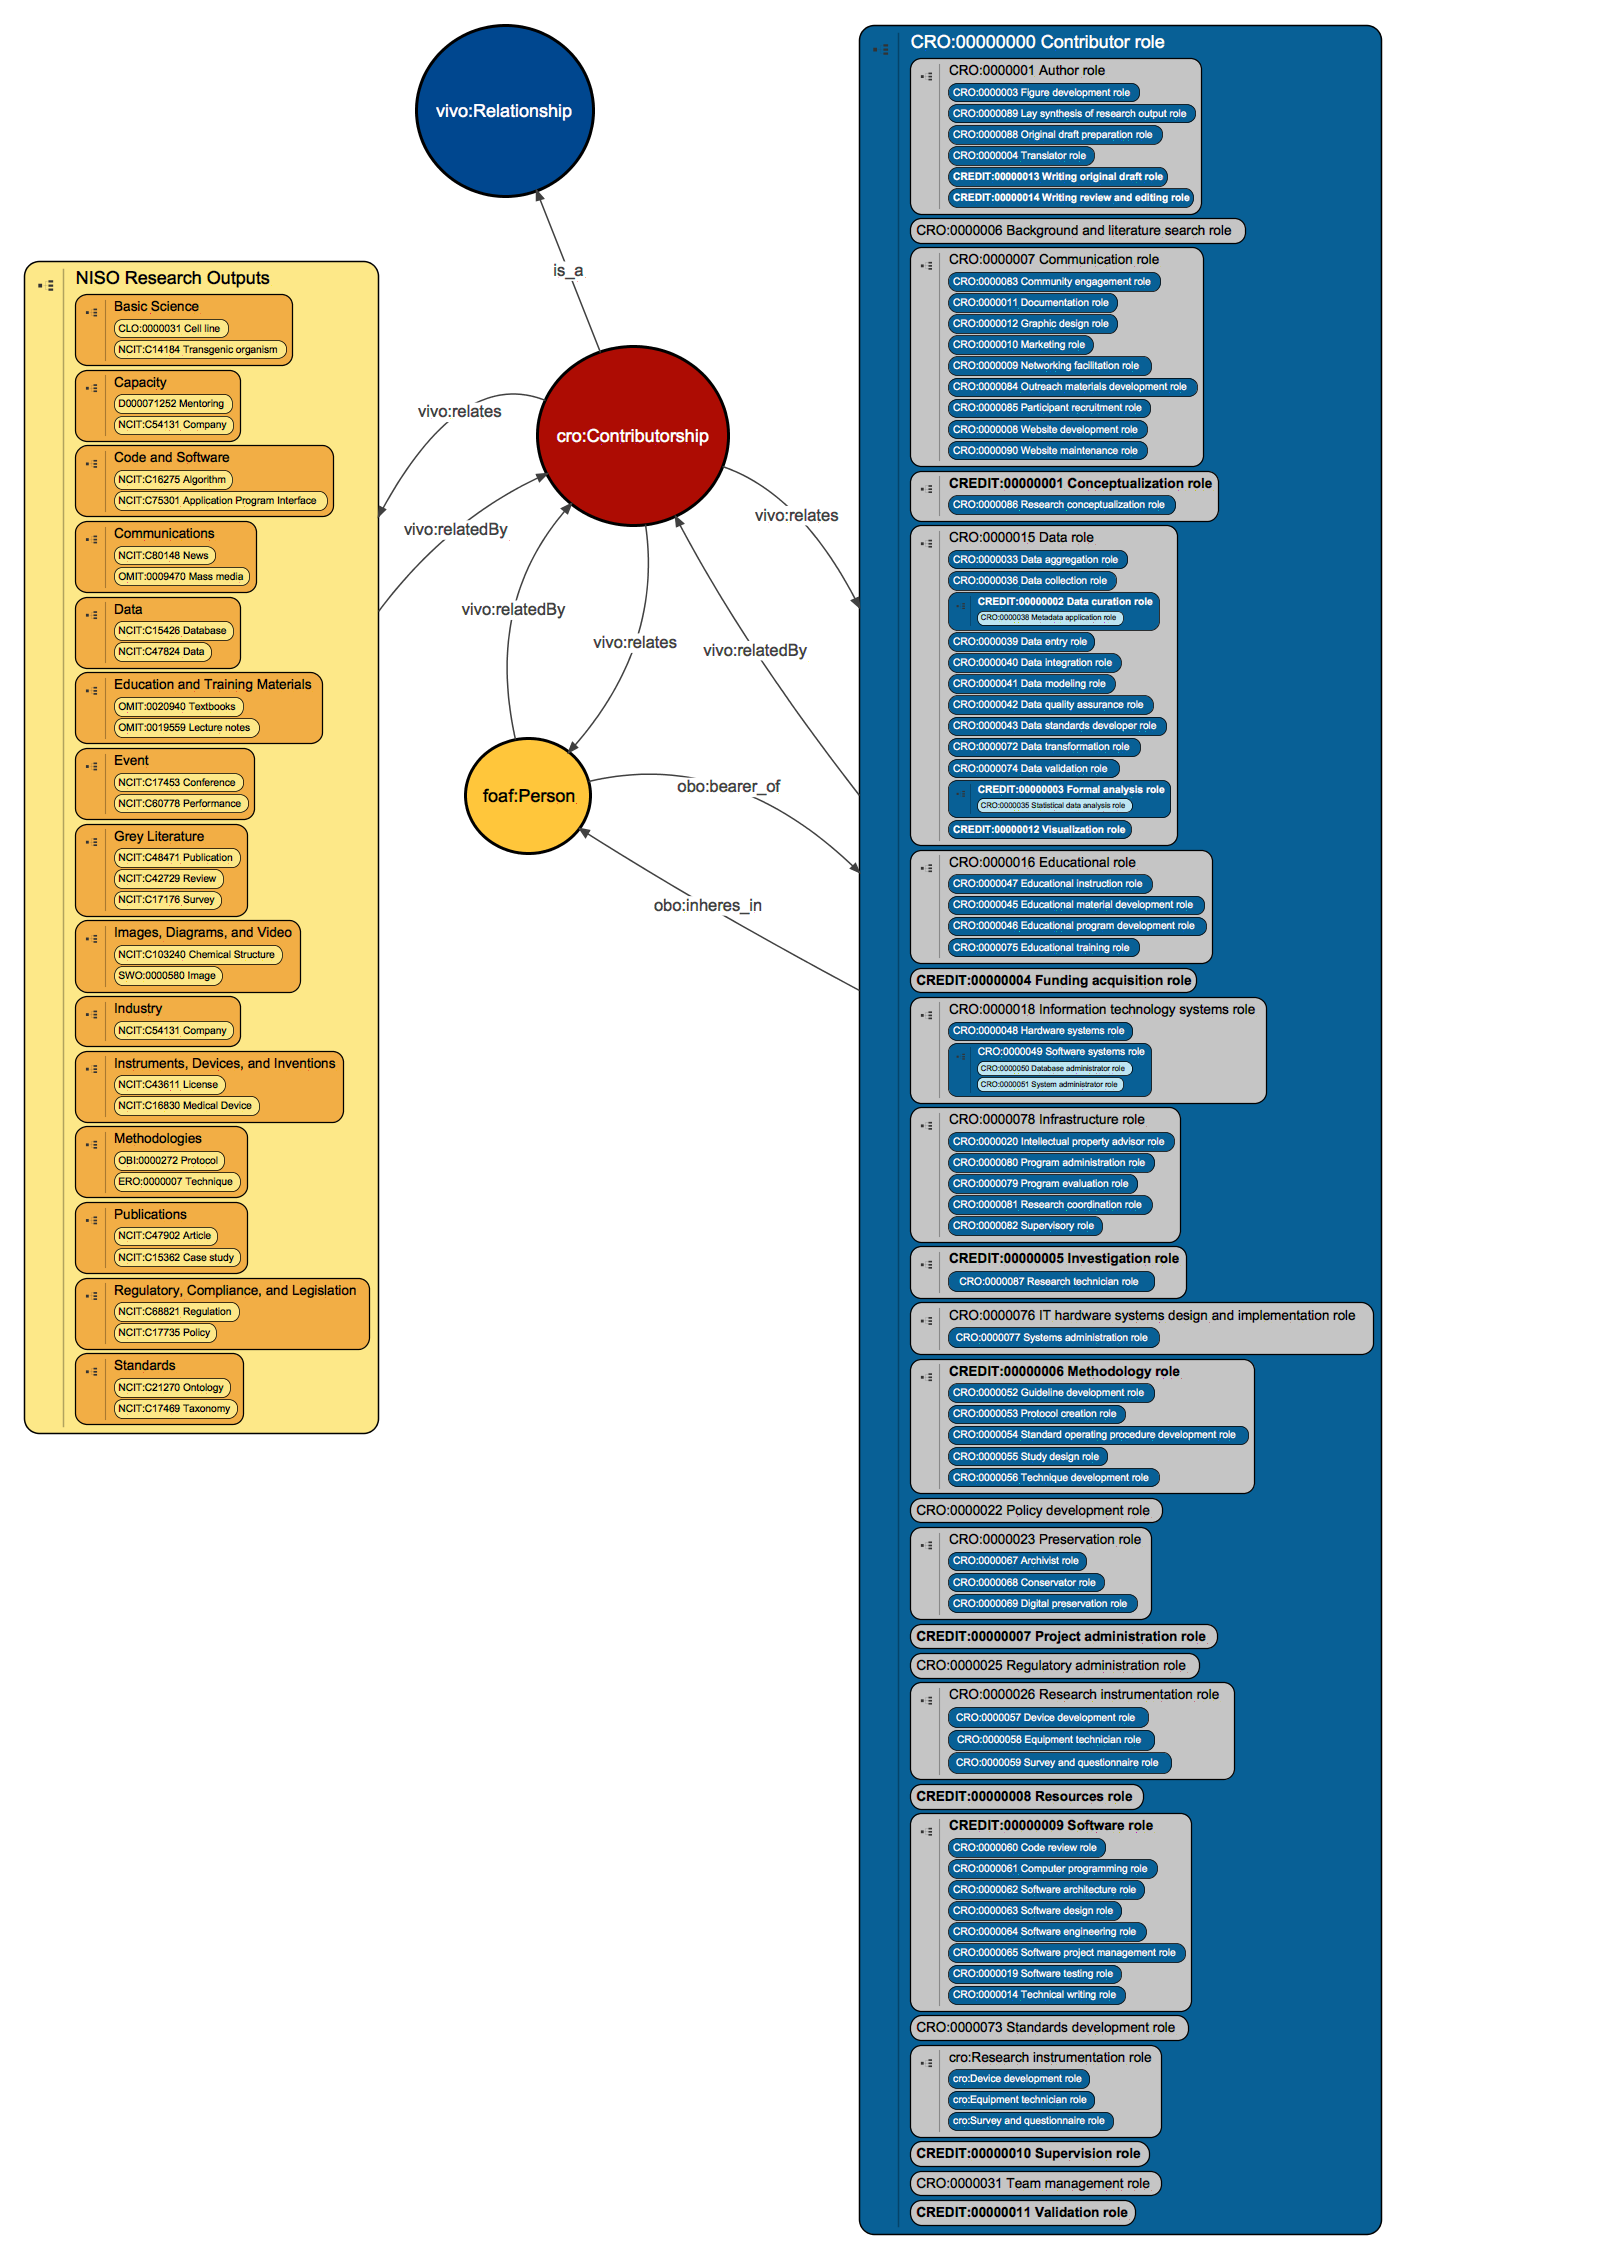 vivo:Relationship
is_a
cro:Contributorship
vivo:relates
vivo:relatedBy
vivo:relates
vivo:relatedBy
vivo:relates
vivo:relatedBy
foaf:Person
obo:bearer_of
obo:inheres_in
NISO Research Outputs
Basic Science
CLO:0000031 Cell line
NCIT:C14184 Transgenic organism
Capacity
D000071252 Mentoring
NCIT:C54131 Company
Code and Software
NCIT:C16275 Algorithm
NCIT:C75301 Application Program Interface
Communications
NCIT:C80148 News
OMIT:0009470 Mass media
Data
NCIT:C15426 Database
NCIT:C47824 Data
Education and Training Materials
OMIT:0020940 Textbooks
OMIT:0019559 Lecture notes
Event
NCIT:C17453 Conference
NCIT:C60778 Performance
Grey Literature
NCIT:C48471 Publication
NCIT:C42729 Review
NCIT:C17176 Survey
Images, Diagrams, and Video
NCIT:C103240 Chemical Structure
SWO:0000580 Image
Industry
NCIT:C54131 Company
Instruments, Devices, and Inventions
NCIT:C43611 License
NCIT:C16830 Medical Device
Methodologies
OBI:0000272 Protocol
ERO:0000007 Technique
Publications
NCIT:C47902 Article
NCIT:C15362 Case study
Regulatory, Compliance, and Legislation
NCIT:C68821 Regulation
NCIT:C17735 Policy
Standards
NCIT:C21270 Ontology
NCIT:C17469 Taxonomy
CRO:00000000 Contributor role
CRO:0000001 Author role
CRO:0000003 Figure development role
CRO:0000089 Lay synthesis of research output role
CRO:0000088 Original draft preparation role
CRO:0000004 Translator role
CREDIT:00000013 Writing original draft role
CREDIT:00000014 Writing review and editing role
CRO:0000006 Background and literature search role
CRO:0000007 Communication role
CRO:0000083 Community engagement role
CRO:0000011 Documentation role
CRO:0000012 Graphic design role
CRO:0000010 Marketing role
CRO:0000009 Networking facilitation role
CRO:0000084 Outreach materials development role
CRO:0000085 Participant recruitment role
CRO:0000008 Website development role
CRO:0000090 Website maintenance role
CREDIT:00000001 Conceptualization role
CRO:0000086 Research conceptualization role
CRO:0000015 Data role
CRO:0000033 Data aggregation role
CRO:0000036 Data collection role
CREDIT:00000002 Data curation role
CRO:0000038 Metadata application role
CRO:0000039 Data entry role
CRO:0000040 Data integration role
CRO:0000041 Data modeling role
CRO:0000042 Data quality assurance role
CRO:0000043 Data standards developer role
CRO:0000072 Data transformation role
CRO:0000074 Data validation role
CREDIT:00000003 Formal analysis role
CRO:0000035 Statistical data analysis role
CREDIT:00000012 Visualization role
CRO:0000016 Educational role
CRO:0000047 Educational instruction role
CRO:0000045 Educational material development role
CRO:0000046 Educational program development role
CRO:0000075 Educational training role
CREDIT:00000004 Funding acquisition role
CRO:0000018 Information technology systems role
CRO:0000048 Hardware systems role
CRO:0000049 Software systems role
CRO:0000050 Database administrator role
CRO:0000051 System administrator role
CRO:0000078 Infrastructure role
CRO:0000020 Intellectual property advisor role
CRO:0000080 Program administration role
CRO:0000079 Program evaluation role
CRO:0000081 Research coordination role
CRO:0000082 Supervisory role
CREDIT:00000005 Investigation role
CRO:0000087 Research technician role
CRO:0000076 IT hardware systems design and implementation role
CRO:0000077 Systems administration role
CREDIT:00000006 Methodology role
CRO:0000052 Guideline development role
CRO:0000053 Protocol creation role
CRO:0000054 Standard operating procedure development role
CRO:0000055 Study design role
CRO:0000056 Technique development role
CRO:0000022 Policy development role
CRO:0000023 Preservation role
CRO:0000067 Archivist role
CRO:0000068 Conservator role
CRO:0000069 Digital preservation role
CREDIT:00000007 Project administration role
CRO:0000025 Regulatory administration role
CRO:0000026 Research instrumentation role
CRO:0000057 Device development role
CRO:0000058 Equipment technician role
CRO:0000059 Survey and questionnaire role
CREDIT:00000008 Resources role
CREDIT:00000009 Software role
CRO:0000060 Code review role
CRO:0000061 Computer programming role
CRO:0000062 Software architecture role
CRO:0000063 Software design role
CRO:0000064 Software engineering role
CRO:0000065 Software project management role
CRO:0000019 Software testing role
CRO:0000014 Technical writing role
CRO:0000073 Standards development role
cro:Research instrumentation role
cro:Device development role
cro:Equipment technician role
cro:Survey and questionnaire role
CREDIT:00000010 Supervision role
CRO:0000031 Team management role
CREDIT:00000011 Validation role